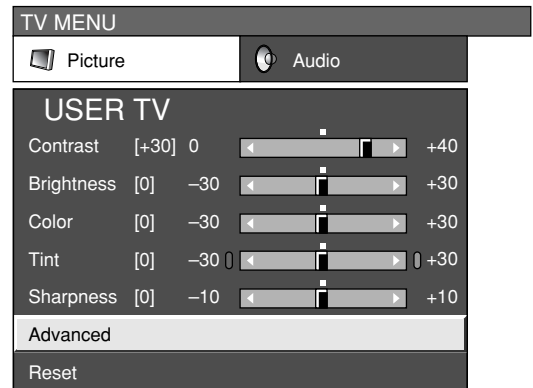 TV MENU
Picture
Audio
USER TV
Contrast [+30] 0 +40
Brightness [0] –30 +30
Color [0] –30 +30
Tint [0] –30 +30
Sharpness [0] –10 +10
Advanced
Reset